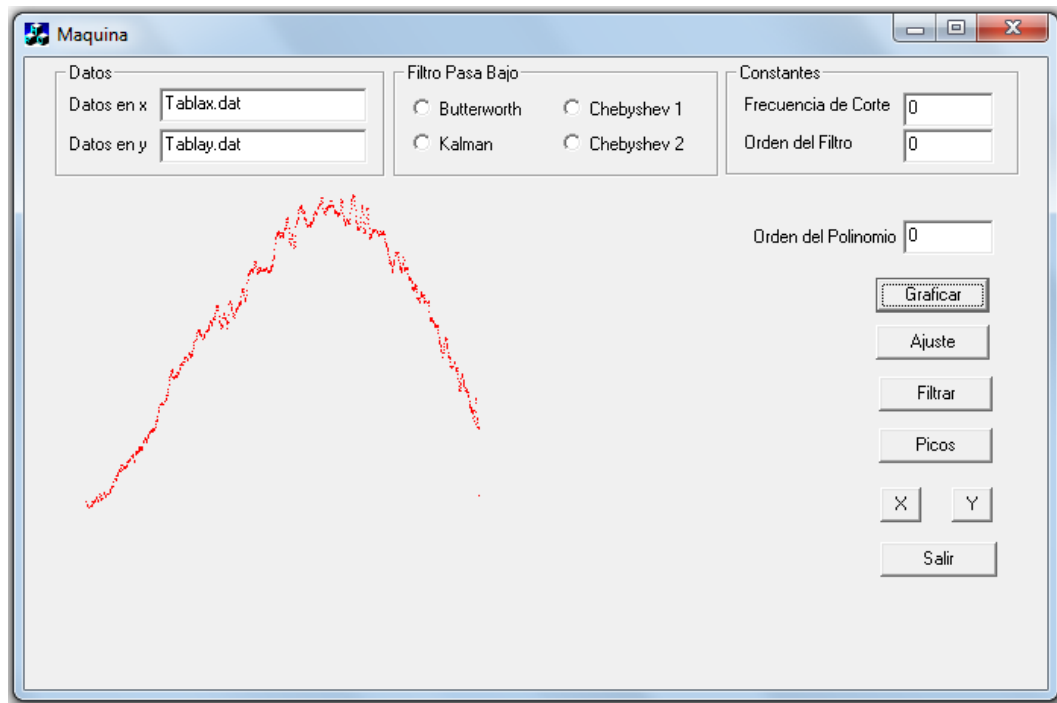 Maquina
Datos
Datos en x Tablax.dat
Datos en y Tablay.dat
Filtro Pasa Bajo
Butterworth Chebyshev 1
Kalman Chebyshev 2
Constantes
Frecuencia de Corte 0
Orden del Filtro 0
Orden del Polinomio 0
Graficar
Ajuste
Filtrar
Picos
X Y
Salir